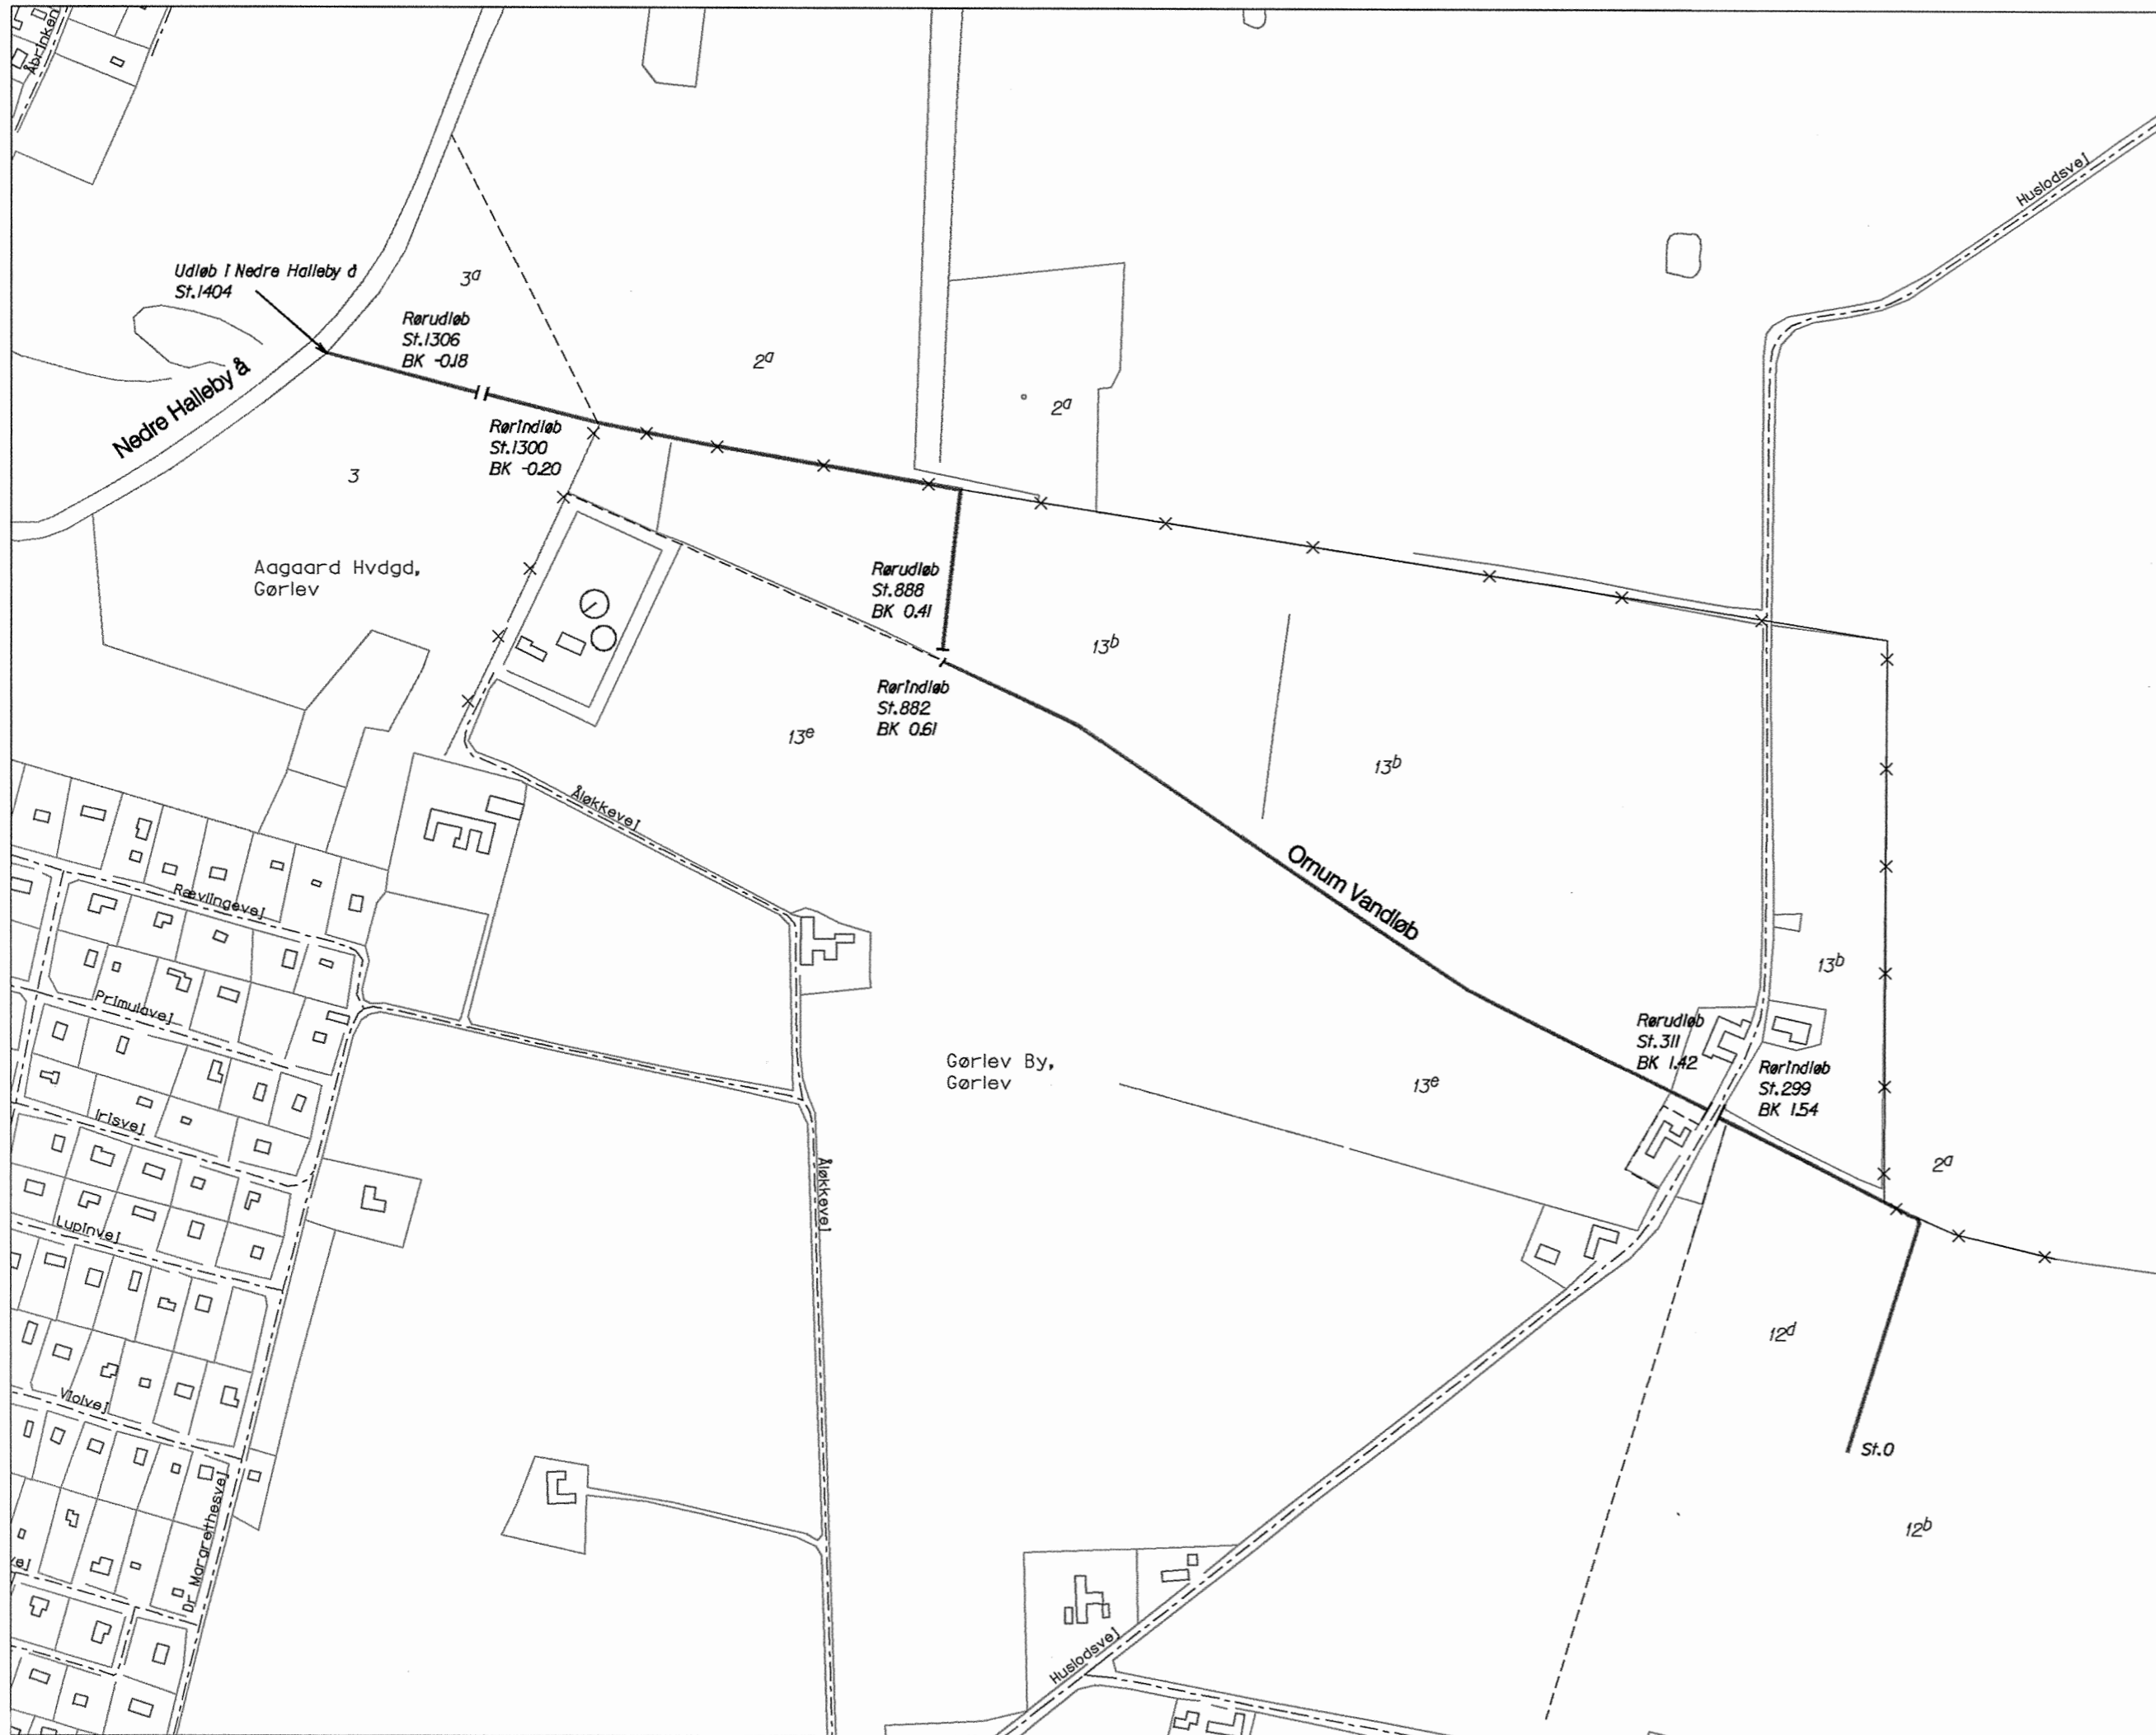 Åbrinken
Huslodsvej
Udløb i Nedre Halleby å
St.1404
3a
Rørudløb
St.1306
BK -0.18
2a
2a
Nedre Halleby å
Rørindløb
St.1300
BK -0.20
3
Aagaard Hvdgd,
Gørlev
Rørudløb
St.888
BK 0.41
13b
Rørindløb
St.882
BK 0.61
13e
13b
Åløkkevej
Ornum Vandløb
Rævlingevej
13b
Primulavej
Rørudløb
St.311
BK 1.42
Gørlev By,
Gørlev
13e
Rørindløb
St.299
BK 1.54
Irisvej
2a
Åløkkevej
Lupinvej
12d
Violvej
St.0
Dr Margrethesvej
12b
vej
Huslodsvej